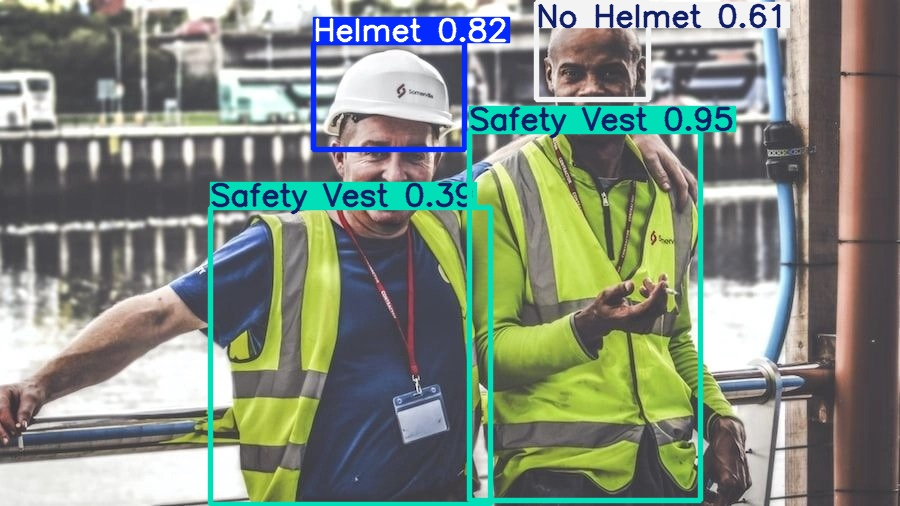 No Helmet 0.61
Helmet 0.82
Somerville
Safety Vest 0.95
Safety Vest 0.39